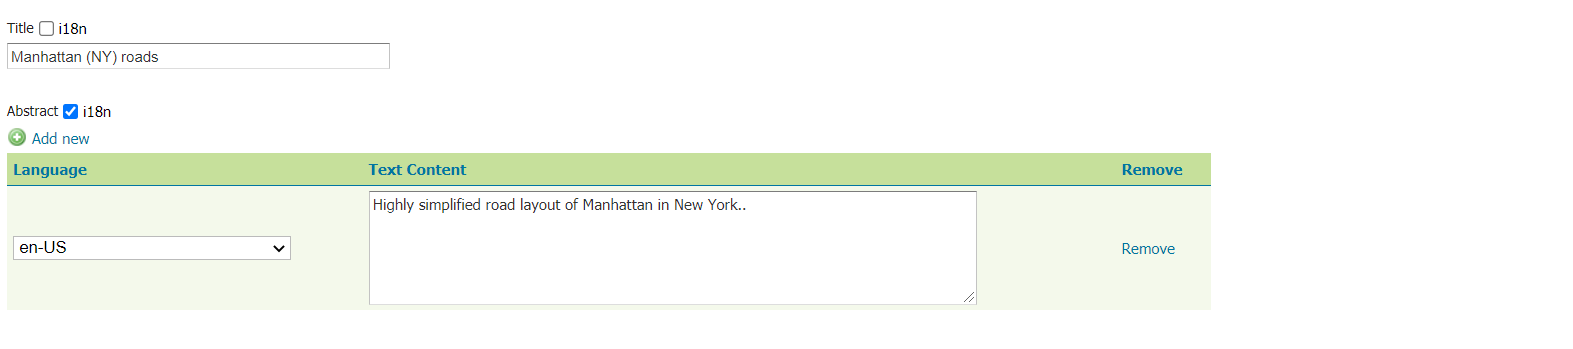 Title i18n
Manhattan (NY) roads
Abstract i18n
Add new
Language Text Content Remove
Highly simplified road layout of Manhattan in New York..
en-US Remove